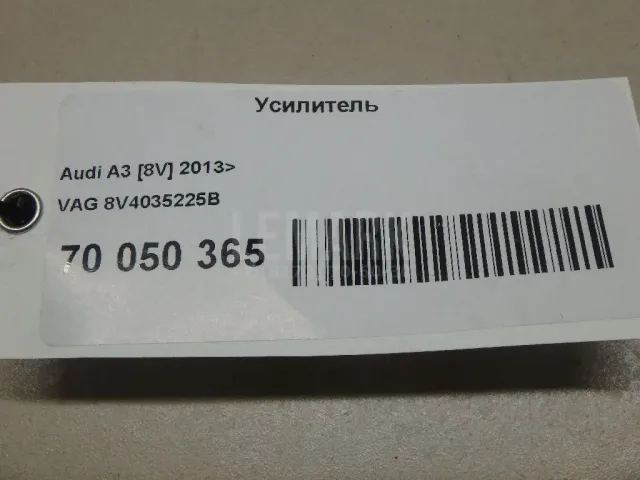 Усилитель
Audi A3 [8V] 2013>
VAG 8V4035225B
70 050 365